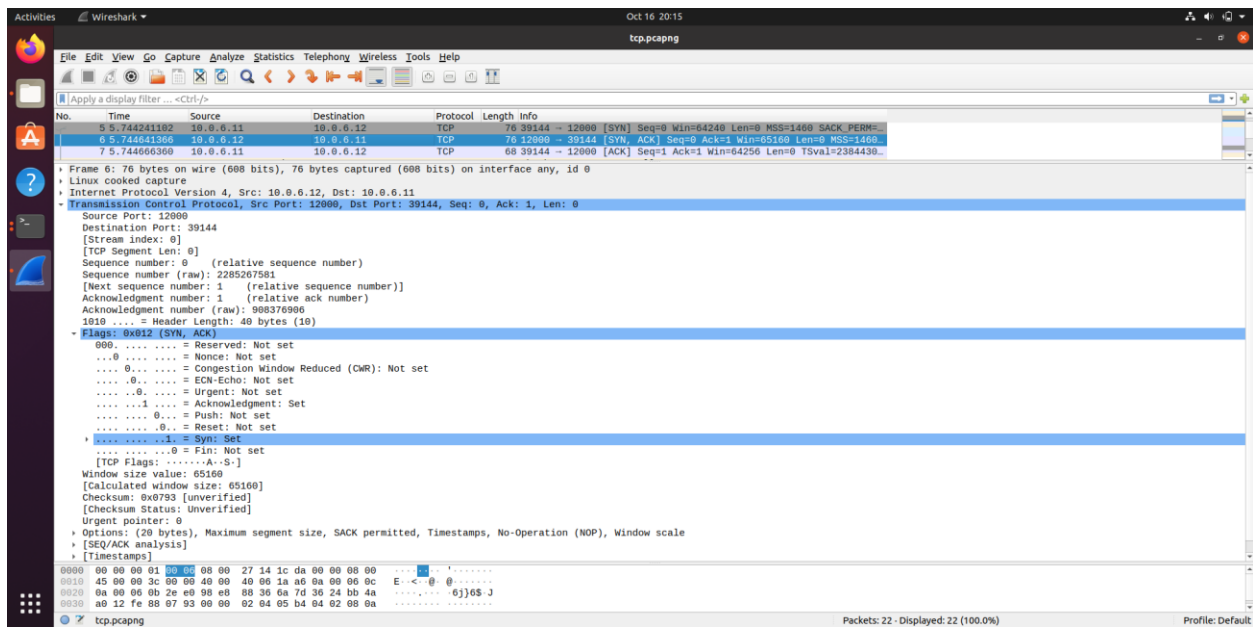 Activities Wireshark Oct 16 20:15
tcp.pcapng
File Edit View Go Capture Analyze Statistics Telephony Wireless Tools Help
Apply a display filter ... <Ctrl-/>
No. Time Source Destination Protocol Length Info
5 5.744241102 10.0.6.11 10.0.6.12 TCP 76 39144 → 12000 [SYN] Seq=0 Win=64240 Len=0 MSS=1460 SACK_PERM=…
6 5.744641366 10.0.6.12 10.0.6.11 TCP 76 12000 → 39144 [SYN, ACK] Seq=0 Ack=1 Win=65160 Len=0 MSS=1460…
7 5.744666360 10.0.6.11 10.0.6.12 TCP 68 39144 → 12000 [ACK] Seq=1 Ack=1 Win=64256 Len=0 TSval=2384430…
Frame 6: 76 bytes on wire (608 bits), 76 bytes captured (608 bits) on interface any, id 0
Linux cooked capture
Internet Protocol Version 4, Src: 10.0.6.12, Dst: 10.0.6.11
Transmission Control Protocol, Src Port: 12000, Dst Port: 39144, Seq: 0, Ack: 1, Len: 0
Source Port: 12000
Destination Port: 39144
[Stream index: 0]
[TCP Segment Len: 0]
Sequence number: 0 (relative sequence number)
Sequence number (raw): 2285267581
[Next sequence number: 1 (relative sequence number)]
Acknowledgment number: 1 (relative ack number)
Acknowledgment number (raw): 908376906
1010 .... = Header Length: 40 bytes (10)
Flags: 0x012 (SYN, ACK)
000. .... .... = Reserved: Not set
...0 .... .... = Nonce: Not set
.... 0... .... = Congestion Window Reduced (CWR): Not set
.... .0.. .... = ECN-Echo: Not set
.... ..0. .... = Urgent: Not set
.... ...1 .... = Acknowledgment: Set
.... .... 0... = Push: Not set
.... .... .0.. = Reset: Not set
.... .... ..1. = Syn: Set
.... .... ...0 = Fin: Not set
[TCP Flags: ·······A··S·]
Window size value: 65160
[Calculated window size: 65160]
Checksum: 0x0793 [unverified]
[Checksum Status: Unverified]
Urgent pointer: 0
Options: (20 bytes), Maximum segment size, SACK permitted, Timestamps, No-Operation (NOP), Window scale
[SEQ/ACK analysis]
[Timestamps]
0000 00 00 00 01 00 06 08 00 27 14 1c da 00 00 08 00 ········ '·······
0010 45 00 00 3c 00 00 40 00 40 06 1a a6 0a 00 06 0c E··<··@· @·······
0020 0a 00 06 0b 2e e0 98 e8 88 36 6a 7d 36 24 bb 4a ····.··· ·6j}6$·J
0030 a0 12 fe 88 07 93 00 00 02 04 05 b4 04 02 08 0a ········ ········
tcp.pcapng Packets: 22 · Displayed: 22 (100.0%) Profile: Default